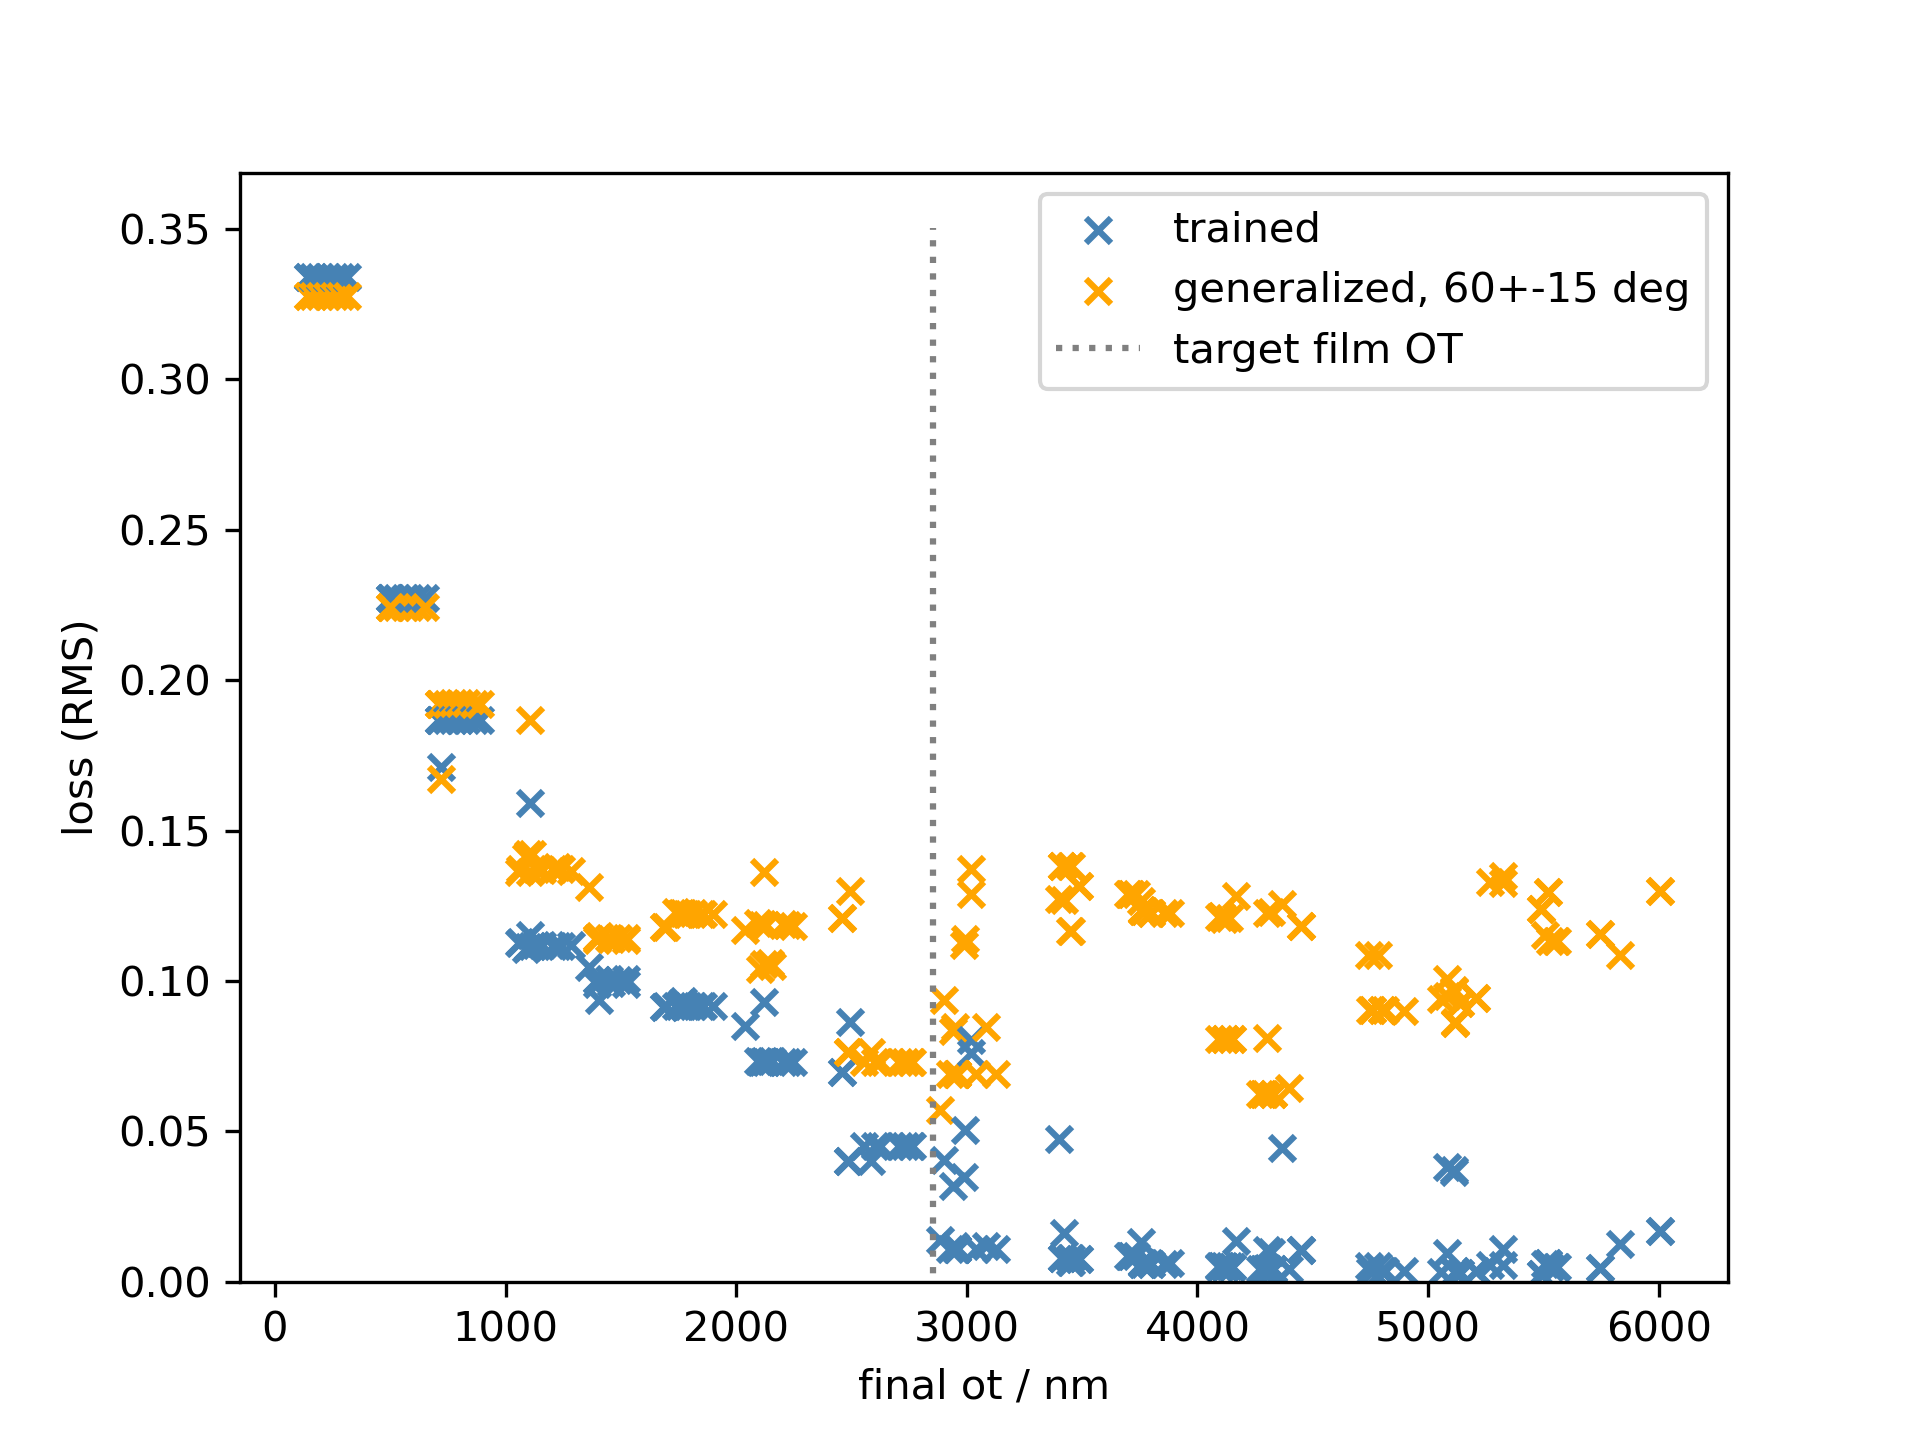 trained
generalized, 60+-15 deg
target film OT
0.35
0.30
0.25
0.20
0.15
0.10
0.05
0.00
loss (RMS)
0 1000 2000 3000 4000 5000 6000
final ot / nm